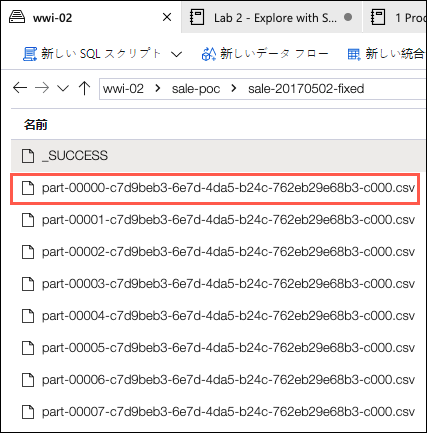 wwi-02 × Lab 2 - Explore with S... ● 1 Proc
新しい SQL スクリプト 新しいデータ フロー 新しい統合
wwi-02 > sale-poc > sale-20170502-fixed
名前
_SUCCESS
part-00000-c7d9beb3-6e7d-4da5-b24c-762eb29e68b3-c000.csv
part-00001-c7d9beb3-6e7d-4da5-b24c-762eb29e68b3-c000.csv
part-00002-c7d9beb3-6e7d-4da5-b24c-762eb29e68b3-c000.csv
part-00003-c7d9beb3-6e7d-4da5-b24c-762eb29e68b3-c000.csv
part-00004-c7d9beb3-6e7d-4da5-b24c-762eb29e68b3-c000.csv
part-00005-c7d9beb3-6e7d-4da5-b24c-762eb29e68b3-c000.csv
part-00006-c7d9beb3-6e7d-4da5-b24c-762eb29e68b3-c000.csv
part-00007-c7d9beb3-6e7d-4da5-b24c-762eb29e68b3-c000.csv